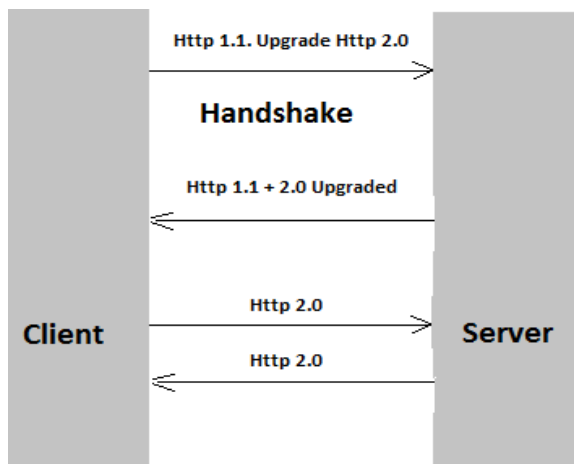 Http 1.1. Upgrade Http 2.0
Handshake
Http 1.1 + 2.0 Upgraded
Http 2.0
Client
Server
Http 2.0